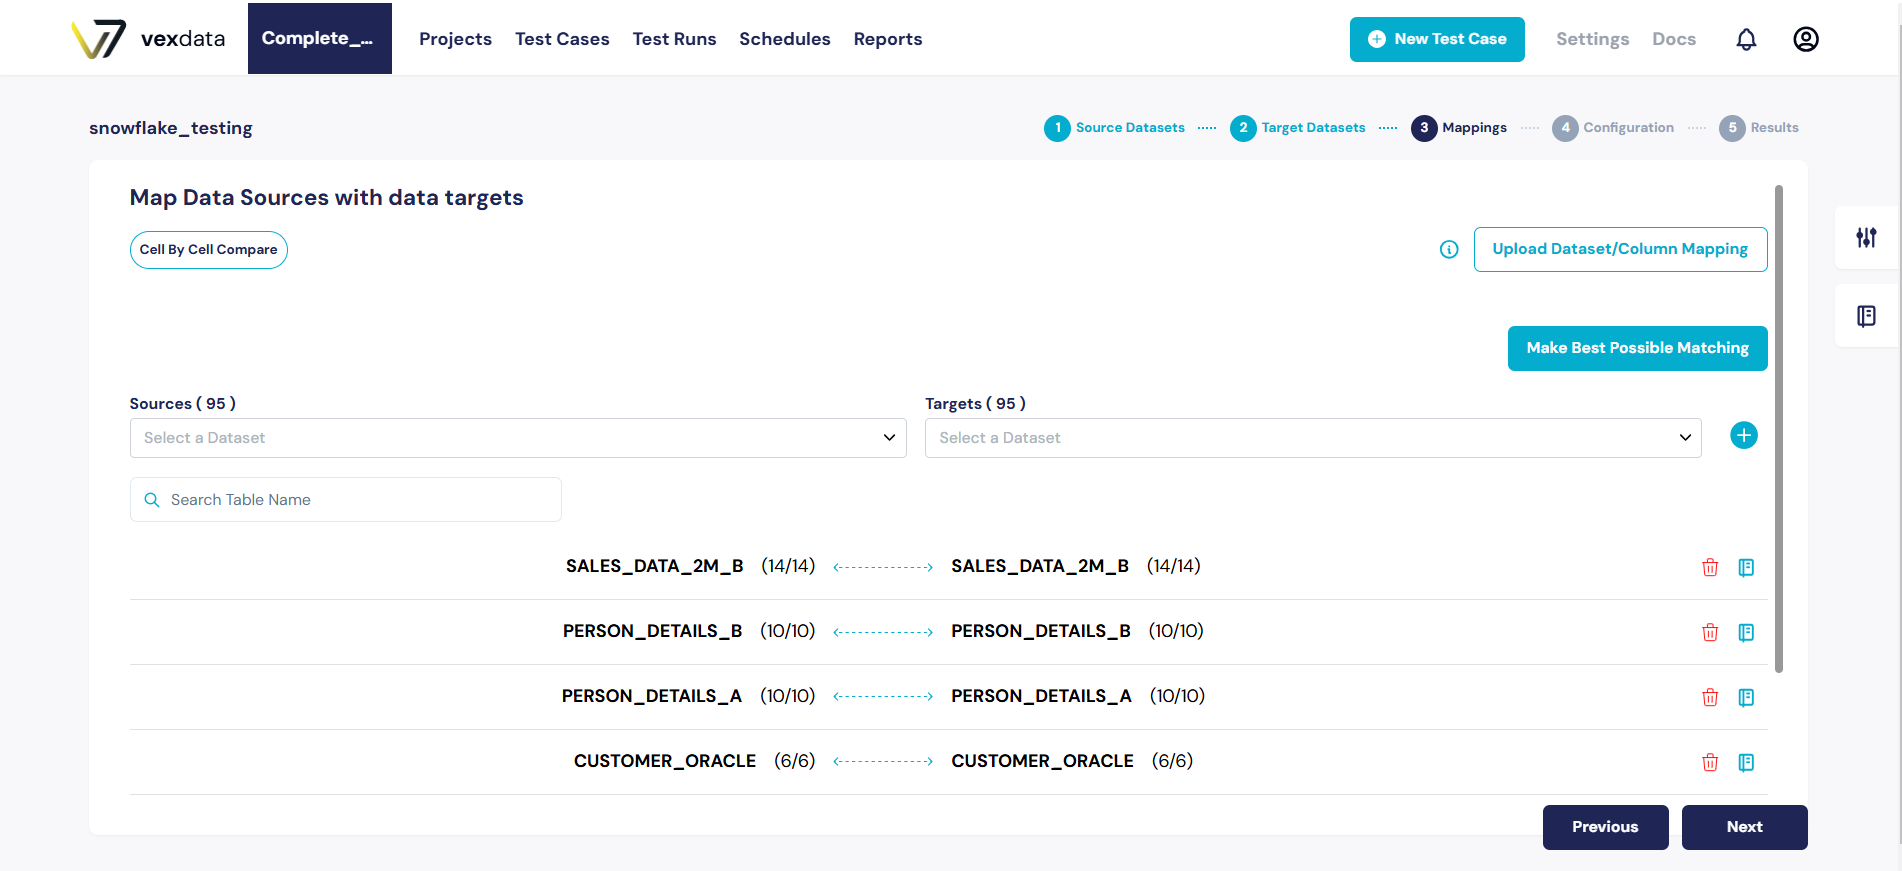 vexdata
Complete_...
Projects
Test Cases
Test Runs
Schedules
Reports
New Test Case
Settings
Docs
snowflake_testing
1 Source Datasets
2 Target Datasets
3 Mappings
4 Configuration
5 Results
Map Data Sources with data targets
Cell By Cell Compare
Upload Dataset/Column Mapping
Make Best Possible Matching
Sources ( 95 )
Targets ( 95 )
Select a Dataset
Select a Dataset
Search Table Name
SALES_DATA_2M_B (14/14) SALES_DATA_2M_B (14/14)
PERSON_DETAILS_B (10/10) PERSON_DETAILS_B (10/10)
PERSON_DETAILS_A (10/10) PERSON_DETAILS_A (10/10)
CUSTOMER_ORACLE (6/6) CUSTOMER_ORACLE (6/6)
Previous
Next